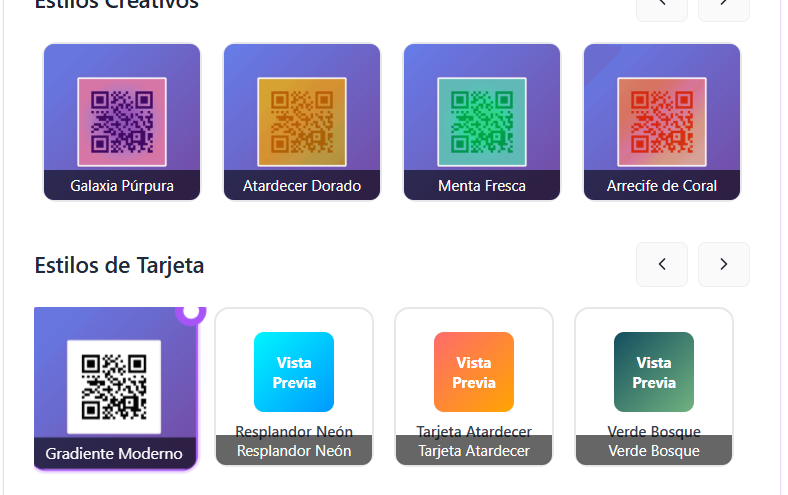 Estilos Creativos
Galaxia Púrpura
Atardecer Dorado
Menta Fresca
Arrecife de Coral
Estilos de Tarjeta
Gradiente Moderno
Vista
Previa
Resplandor Neón
Resplandor Neón
Vista
Previa
Tarjeta Atardecer
Tarjeta Atardecer
Vista
Previa
Verde Bosque
Verde Bosque